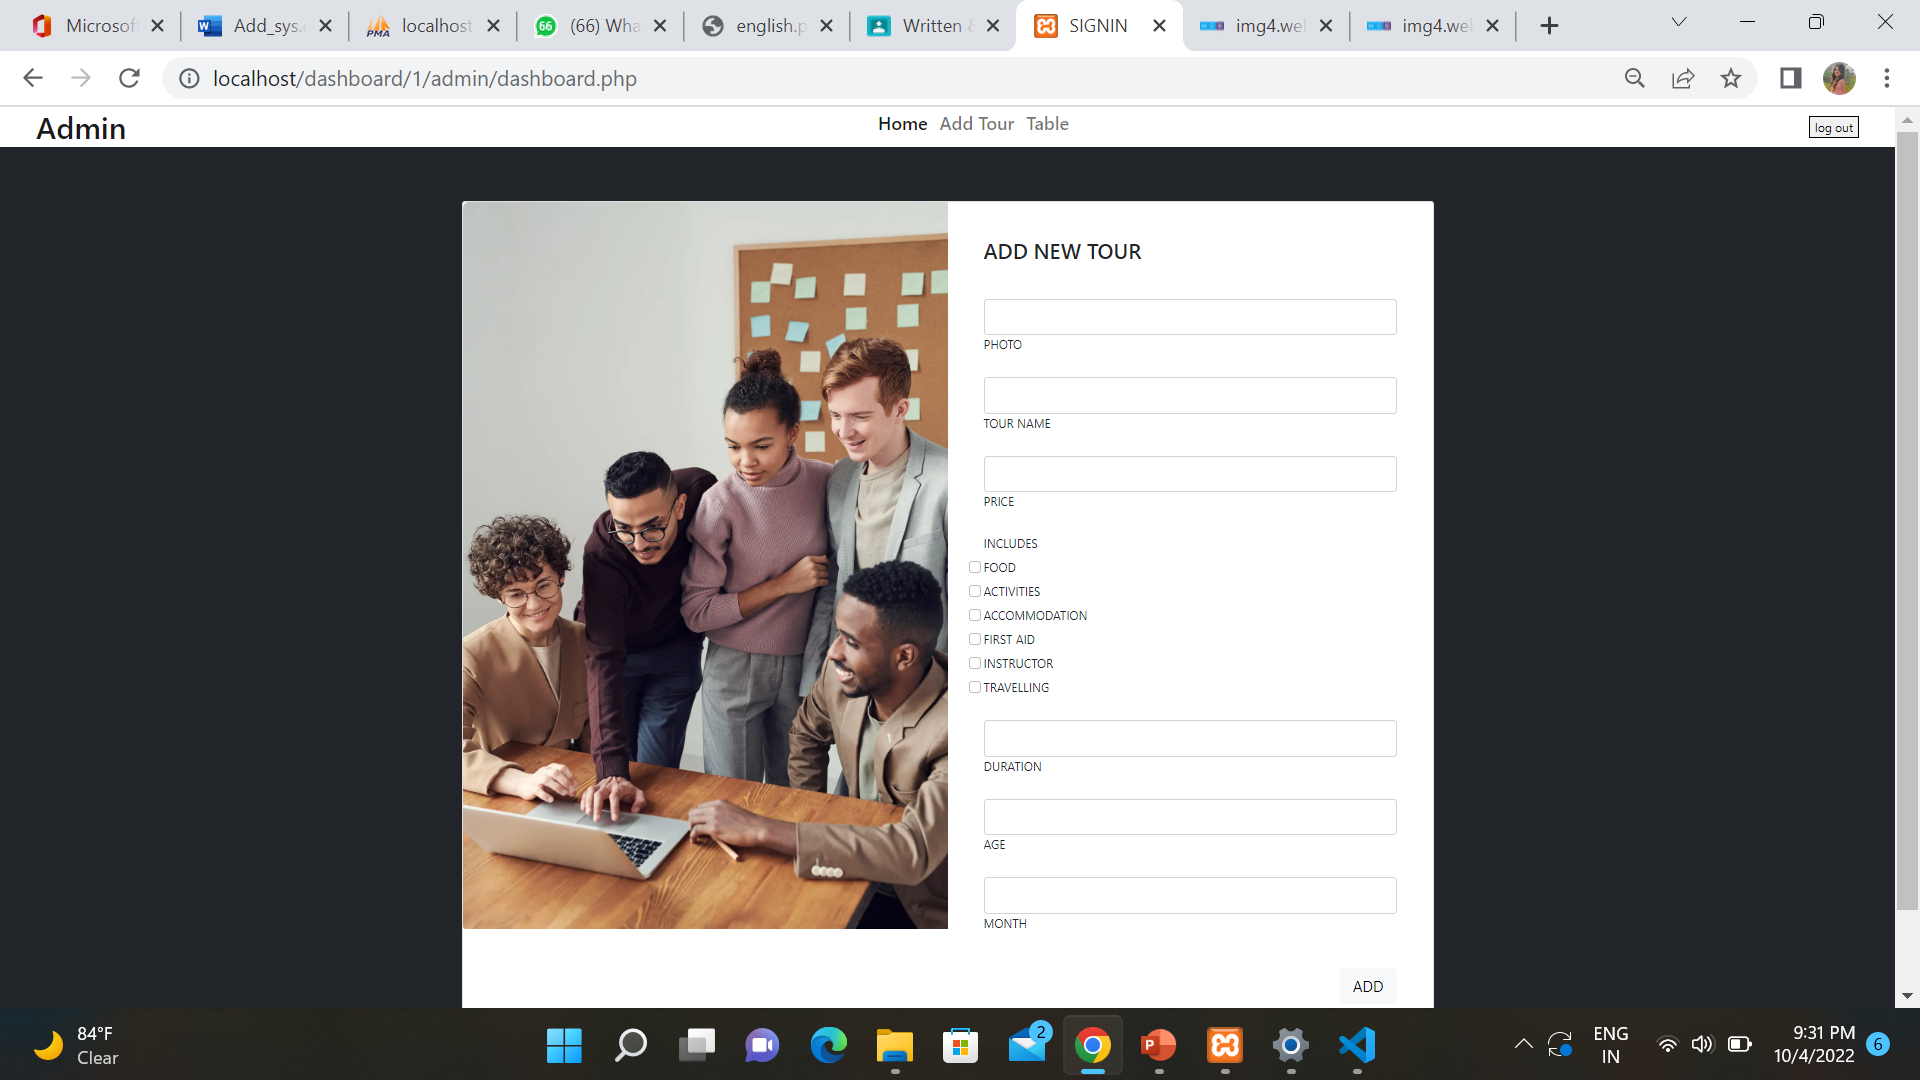 Microsof
Add_sys.
localhost
(66) Wha
english.p
Written &
SIGNIN
img4.wel
img4.wel
localhost/dashboard/1/admin/dashboard.php
Admin
Home Add Tour Table
log out
ADD NEW TOUR
PHOTO
TOUR NAME
PRICE
INCLUDES
FOOD
ACTIVITIES
ACCOMMODATION
FIRST AID
INSTRUCTOR
TRAVELLING
DURATION
AGE
MONTH
ADD
84°F
Clear
2
ENG
IN
9:31 PM
10/4/2022
6